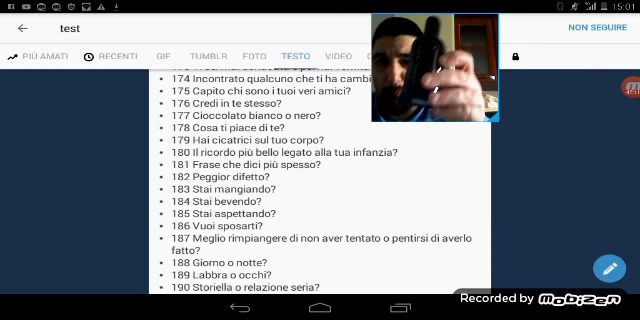 15:01
test
NON SEGUIRE
PIÙ AMATI RECENTI GIF TUMBLR FOTO TESTO VIDEO
174 Incontrato qualcuno che ti ha cambi
175 Capito chi sono i tuoi veri amici?
176 Credi in te stesso?
177 Cioccolato bianco o nero?
178 Cosa ti piace di te?
179 Hai cicatrici sul tuo corpo?
180 Il ricordo più bello legato alla tua infanzia?
181 Frase che dici più spesso?
182 Peggior difetto?
183 Stai mangiando?
184 Stai bevendo?
185 Stai aspettando?
186 Vuoi sposarti?
187 Meglio rimpiangere di non aver tentato o pentirsi di averlo
fatto?
188 Giorno o notte?
189 Labbra o occhi?
190 Storiella o relazione seria?
Recorded by Mobizen